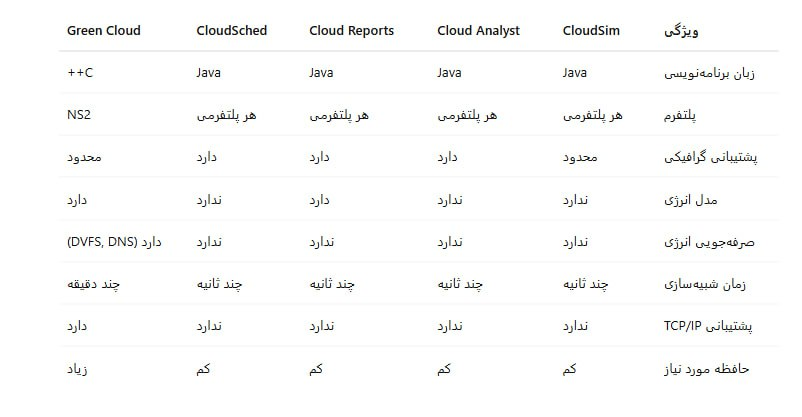 ویژگی CloudSim Cloud Analyst Cloud Reports CloudSched Green Cloud
زبان برنامه‌نویسی Java Java Java Java ++C
پلتفرم هر پلتفرمی هر پلتفرمی هر پلتفرمی هر پلتفرمی NS2
پشتیبانی گرافیکی محدود دارد دارد دارد محدود
مدل انرژی ندارد ندارد دارد ندارد دارد
صرفه‌جویی انرژی ندارد ندارد ندارد ندارد دارد (DVFS, DNS)
زمان شبیه‌سازی چند ثانیه چند ثانیه چند ثانیه چند ثانیه چند دقیقه
پشتیبانی TCP/IP ندارد ندارد ندارد ندارد دارد
حافظه مورد نیاز کم کم کم کم زیاد